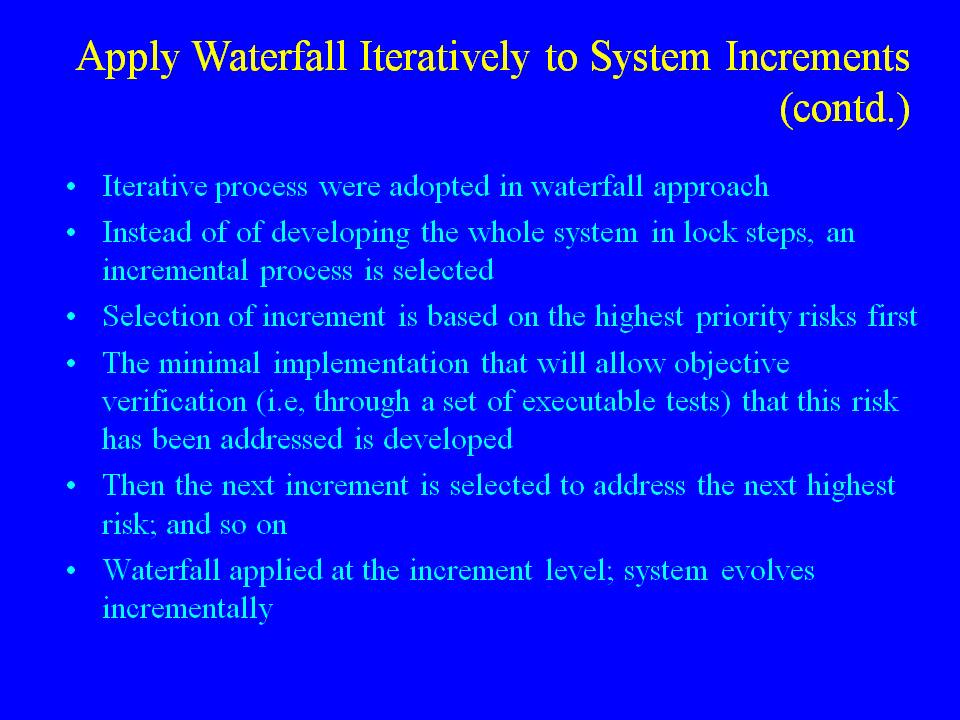 Apply Waterfall Iteratively to System Increments
(contd.)
• Iterative process were adopted in waterfall approach
• Instead of of developing the whole system in lock steps, an
incremental process is selected
• Selection of increment is based on the highest priority risks first
• The minimal implementation that will allow objective
verification (i.e, through a set of executable tests) that this risk
has been addressed is developed
• Then the next increment is selected to address the next highest
risk; and so on
• Waterfall applied at the increment level; system evolves
incrementally